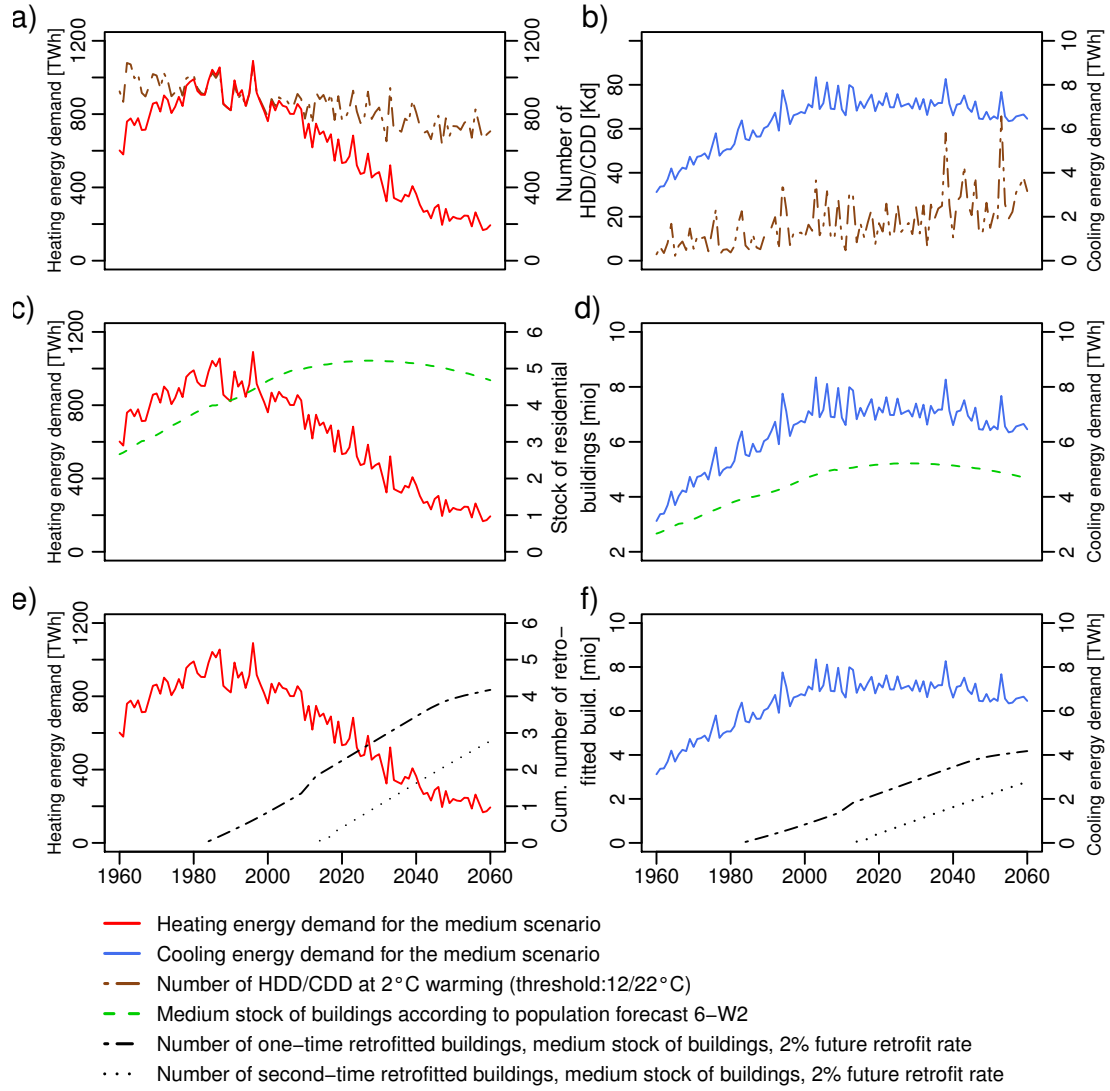 a)
b)
Heating energy demand [TWh]
0
400
800
1200
0
200
400
600
800
1000
1200
Number of
HDD/CDD [Kd]
0
20
40
60
80
0
2
4
6
8
10
Cooling energy demand [TWh]
c)
d)
Heating energy demand [TWh]
0
400
800
1200
0
1
2
3
4
5
6
Stock of residential
buildings [mio]
2
4
6
8
10
2
4
6
8
10
Cooling energy demand [TWh]
e)
f)
Heating energy demand [TWh]
0
400
800
1200
0
1
2
3
4
5
6
Cum. number of retro−
fitted build. [mio]
0
2
4
6
8
10
0
2
4
6
8
10
Cooling energy demand [TWh]
1960 1980 2000 2020 2040 2060
1960 1980 2000 2020 2040 2060
Heating energy demand for the medium scenario
Cooling energy demand for the medium scenario
Number of HDD/CDD at 2°C warming (threshold:12/22°C)
Medium stock of buildings according to population forecast 6−W2
Number of one−time retrofitted buildings, medium stock of buildings, 2% future retrofit rate
Number of second−time retrofitted buildings, medium stock of buildings, 2% future retrofit rate